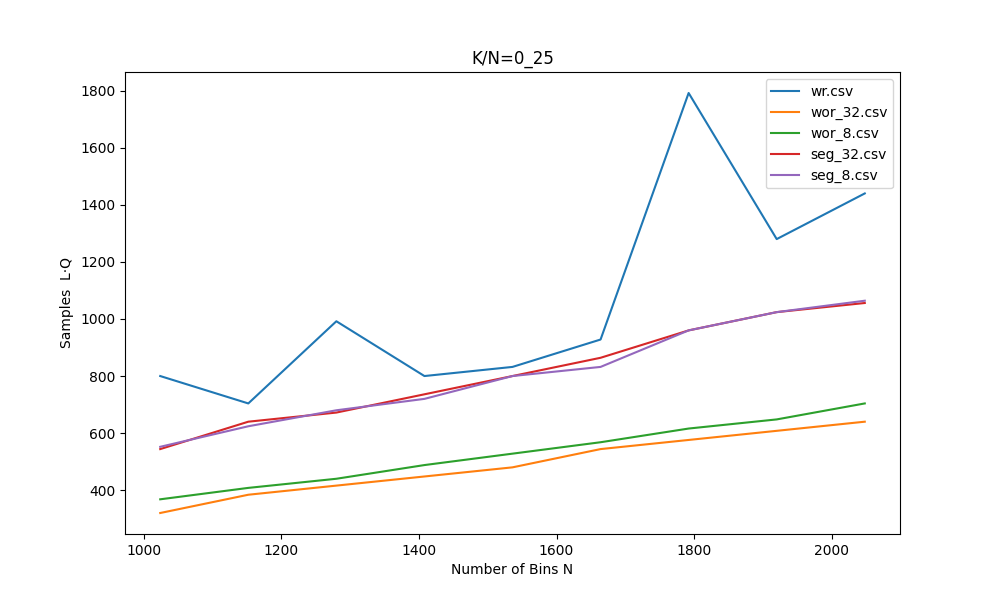 K/N=0_25
1800
1600
1400
1200
1000
800
600
400
Samples L·Q
wr.csv
wor_32.csv
wor_8.csv
seg_32.csv
seg_8.csv
1000 1200 1400 1600 1800 2000
Number of Bins N